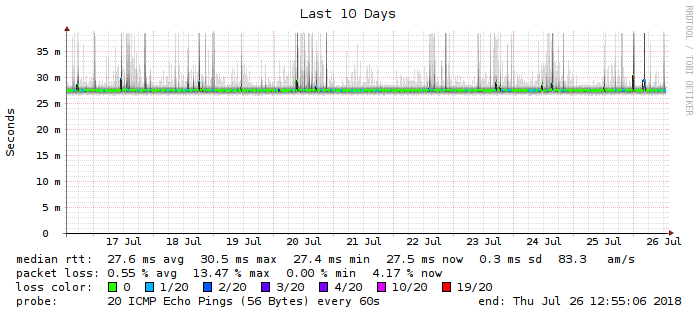 Last 10 Days
RRDTOOL / TOBI OETIKER
Seconds
35 m
30 m
25 m
20 m
15 m
10 m
5 m
0
17 Jul 18 Jul 19 Jul 20 Jul 21 Jul 22 Jul 23 Jul 24 Jul 25 Jul 26 Jul
median rtt: 27.6 ms avg 30.5 ms max 27.4 ms min 27.5 ms now 0.3 ms sd 83.3 am/s
packet loss: 0.55 % avg 13.47 % max 0.00 % min 4.17 % now
loss color: 0 1/20 2/20 3/20 4/20 10/20 19/20
probe: 20 ICMP Echo Pings (56 Bytes) every 60s end: Thu Jul 26 12:55:06 2018